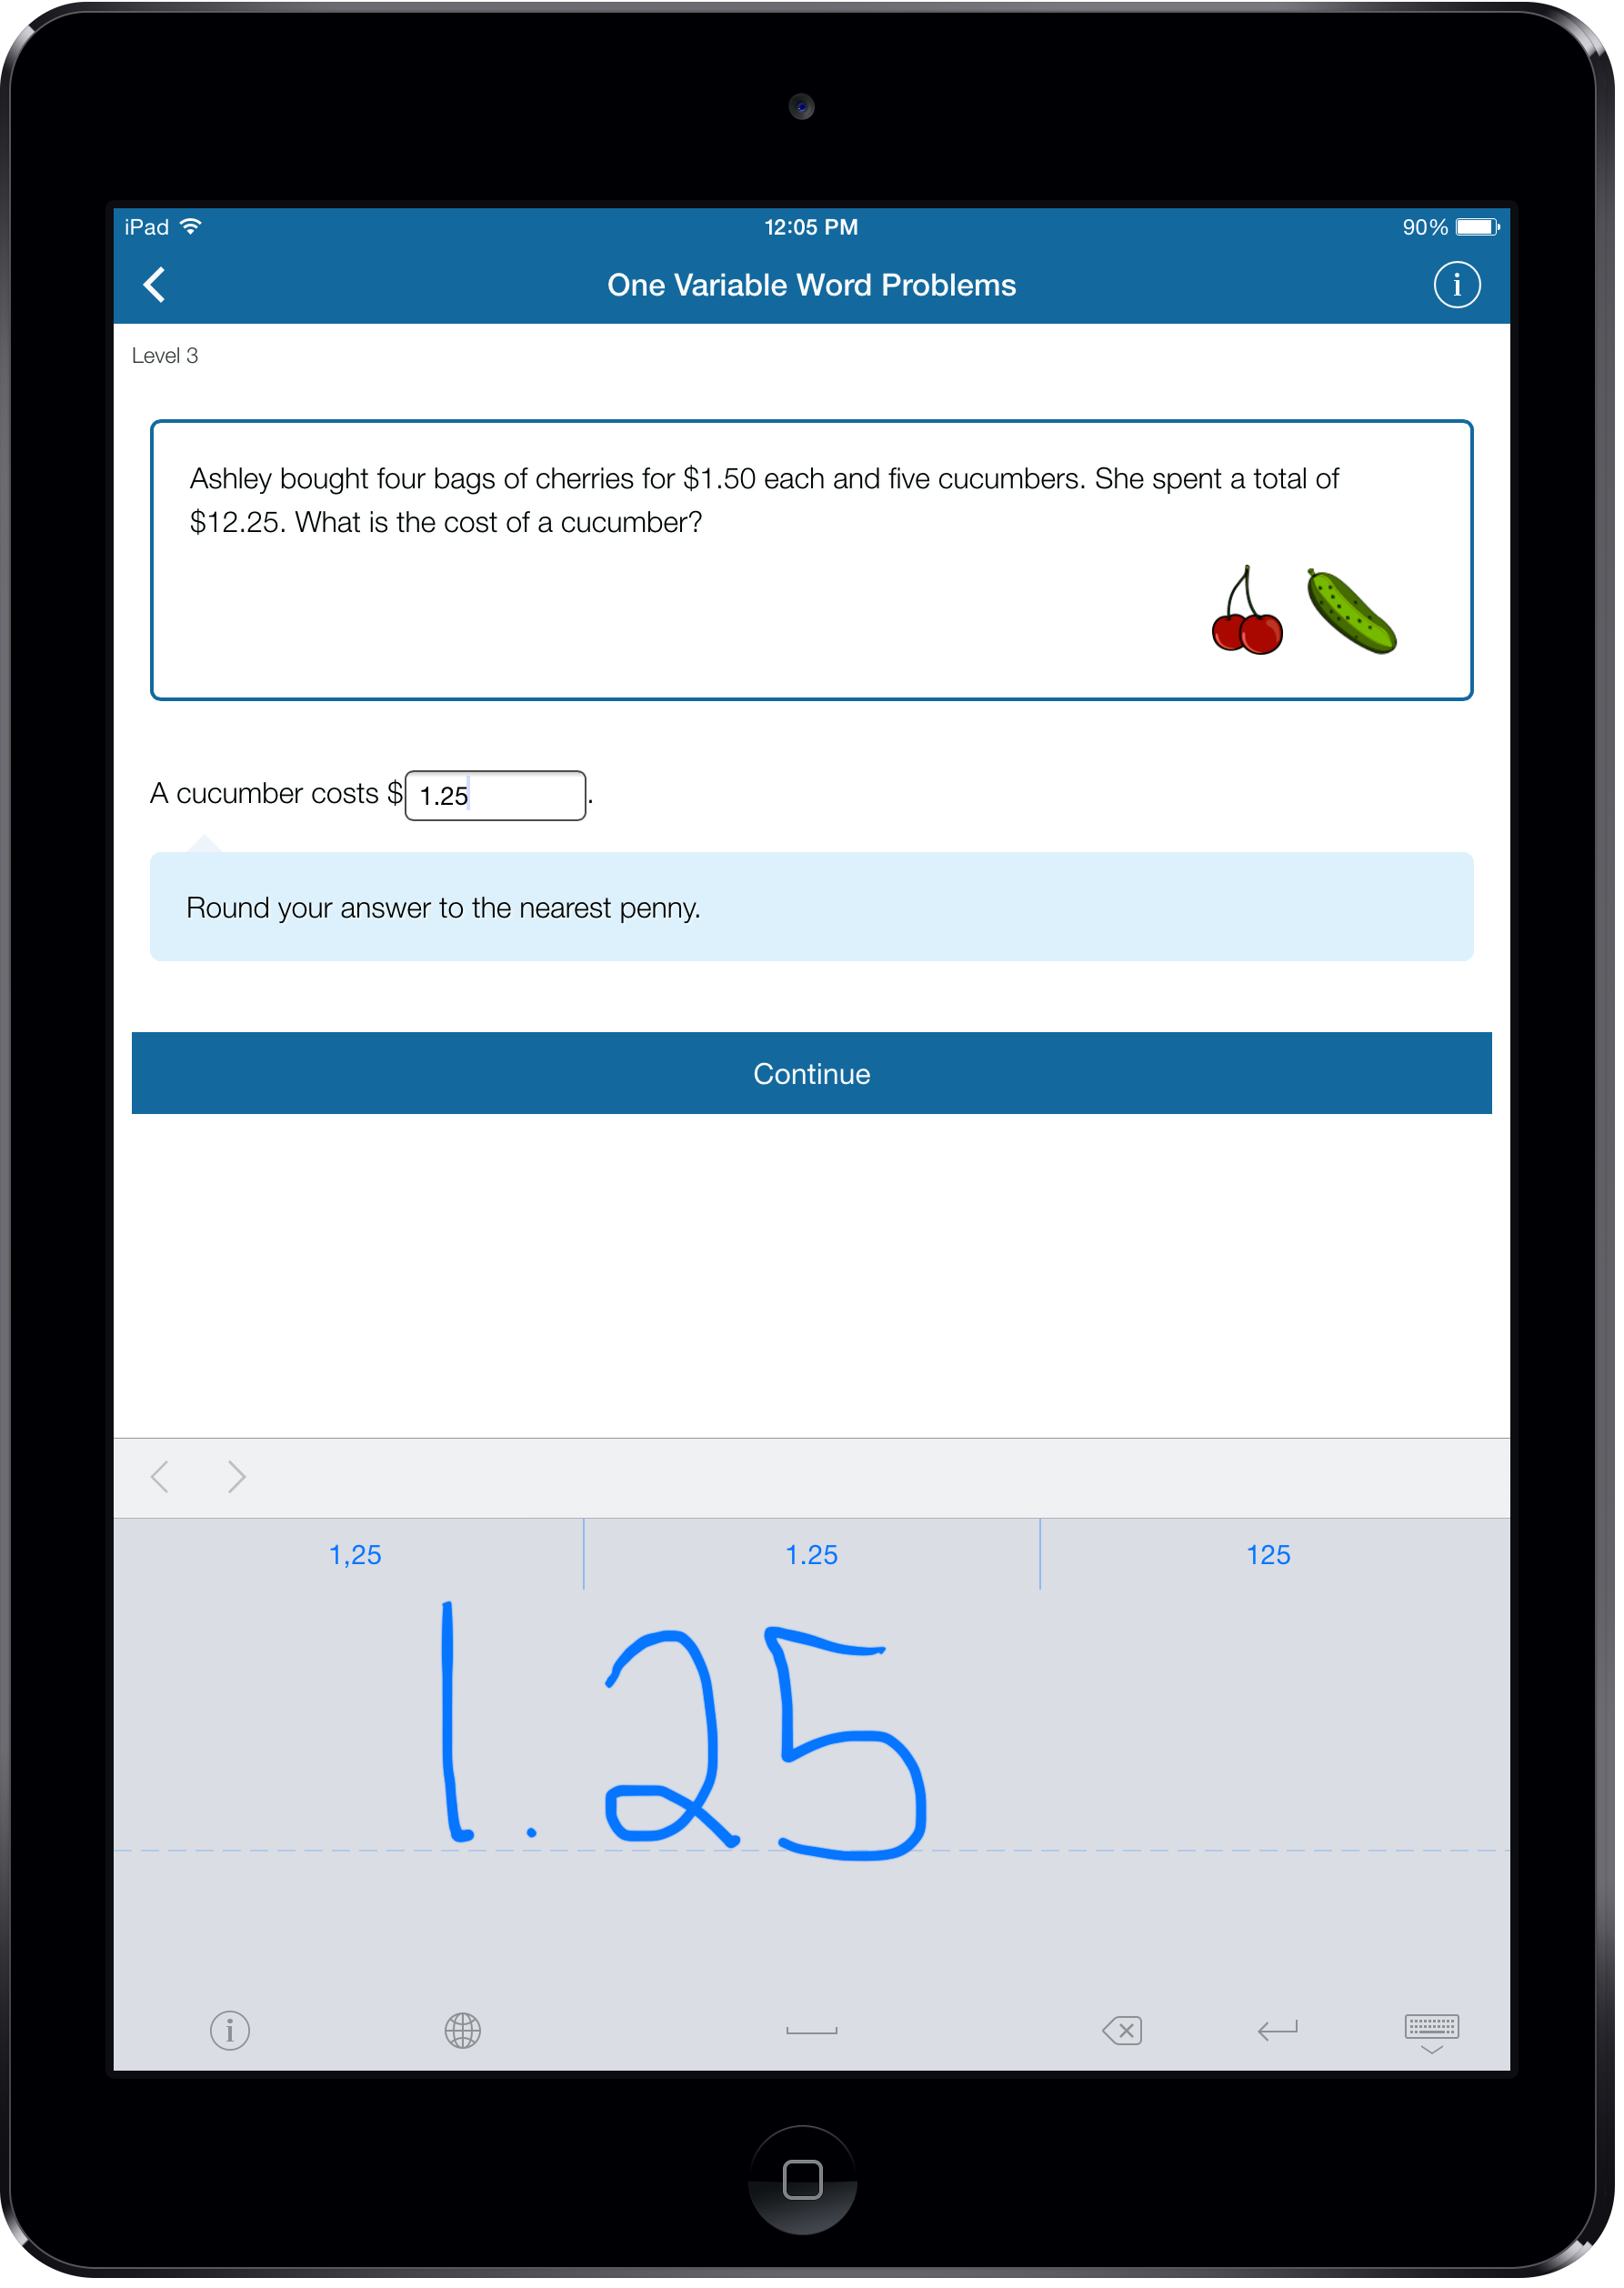 iPad 12:05 PM 90%
One Variable Word Problems
Level 3
Ashley bought four bags of cherries for $1.50 each and five cucumbers. She spent a total of
$12.25. What is the cost of a cucumber?
A cucumber costs $ 1.25 .
Round your answer to the nearest penny.
Continue
1,25 1.25 125
1.25